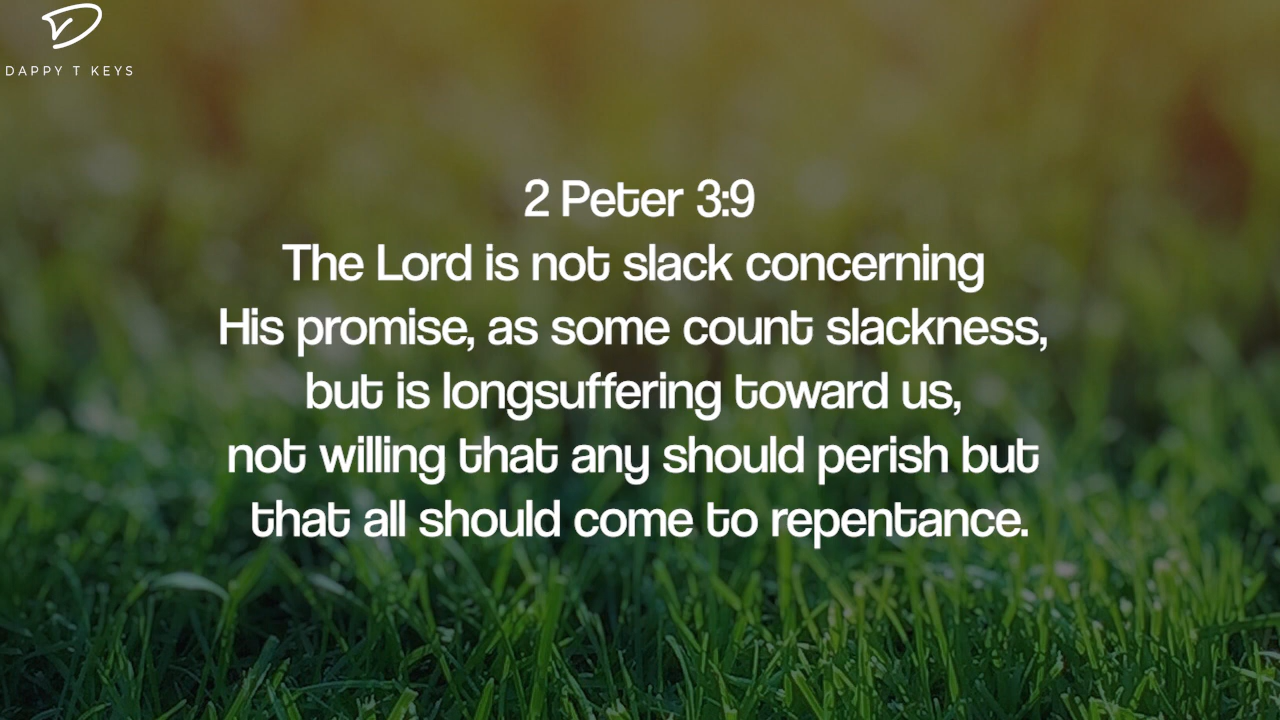 DAPPY T KEYS
2 Peter 3:9
The Lord is not slack concerning
His promise, as some count slackness,
but is longsuffering toward us,
not willing that any should perish but
that all should come to repentance.